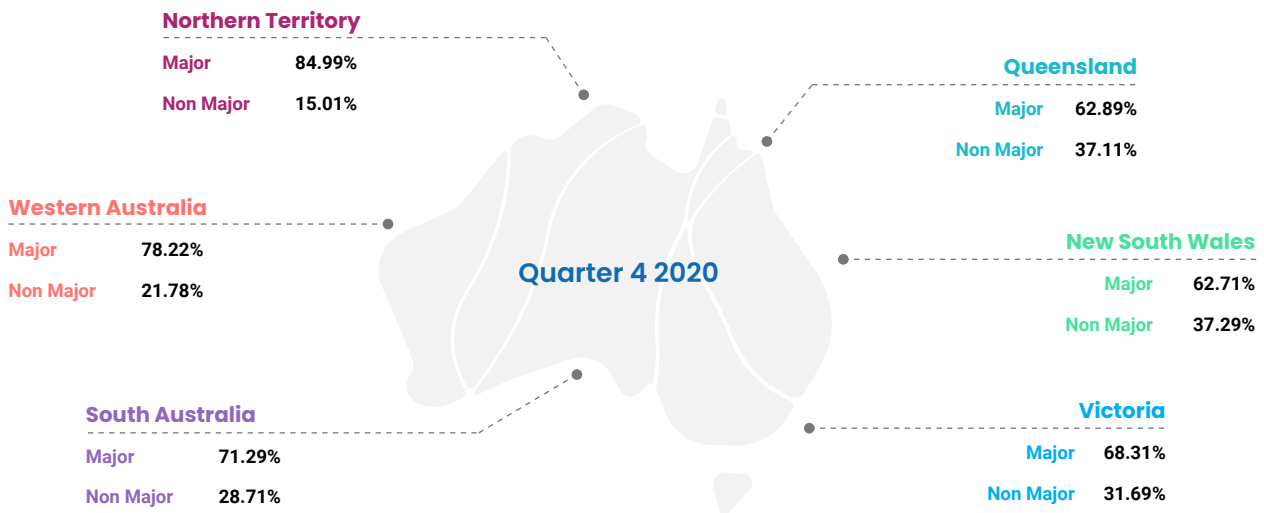 Northern Territory
Major 84.99%
Non Major 15.01%
Queensland
Major 62.89%
Non Major 37.11%
Western Australia
Major 78.22%
Non Major 21.78%
Quarter 4 2020
New South Wales
Major 62.71%
Non Major 37.29%
South Australia
Major 71.29%
Non Major 28.71%
Victoria
Major 68.31%
Non Major 31.69%